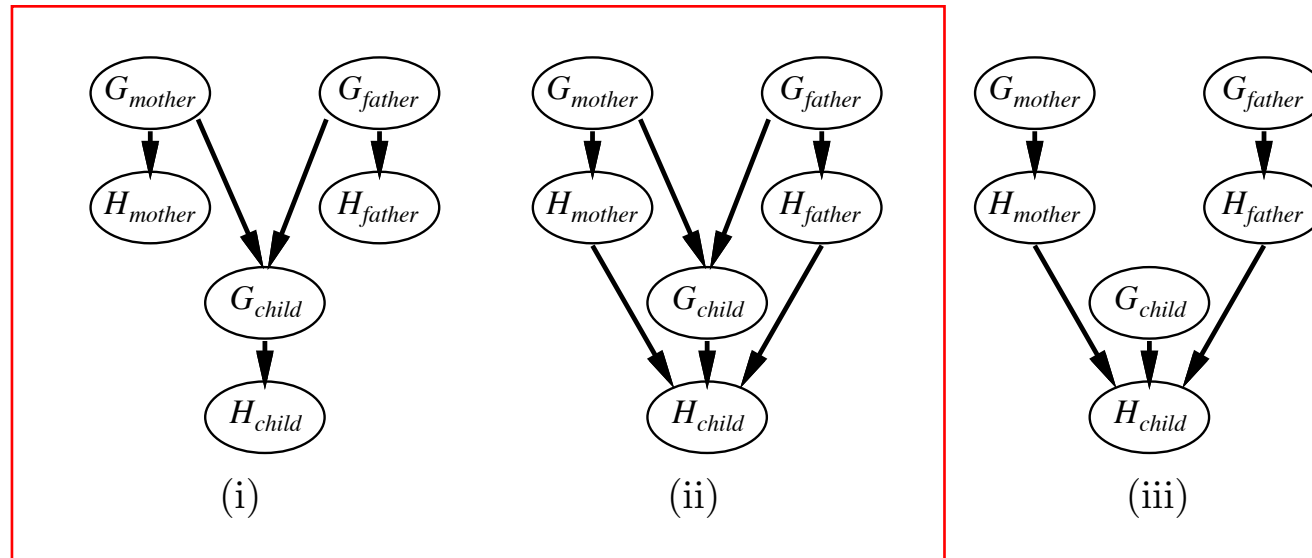 G_mother G_father G_mother G_father G_mother G_father
H_mother H_father H_mother H_father H_mother H_father
G_child G_child G_child
H_child H_child H_child
(i) (ii) (iii)